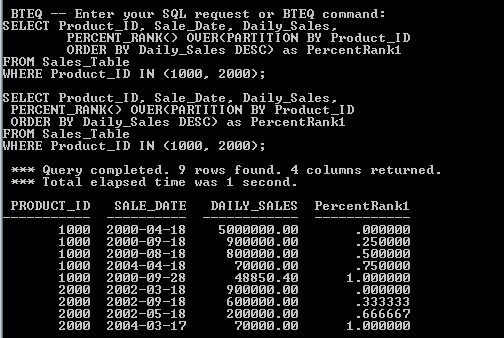 BTEQ -- Enter your SQL request or BTEQ command:
SELECT Product_ID, Sale_Date, Daily_Sales,
PERCENT_RANK() OVER(PARTITION BY Product_ID
ORDER BY Daily_Sales DESC) as PercentRank1
FROM Sales_Table
WHERE Product_ID IN (1000, 2000);
SELECT Product_ID, Sale_Date, Daily_Sales,
PERCENT_RANK() OVER(PARTITION BY Product_ID
ORDER BY Daily_Sales DESC) as PercentRank1
FROM Sales_Table
WHERE Product_ID IN (1000, 2000);
*** Query completed. 9 rows found. 4 columns returned.
*** Total elapsed time was 1 second.
PRODUCT_ID SALE_DATE DAILY_SALES PercentRank1
----------- ---------- ----------- ------------
1000 2000-04-18 5000000.00 .000000
1000 2000-09-18 900000.00 .250000
1000 2000-08-18 800000.00 .500000
1000 2004-04-18 70000.00 .750000
1000 2000-09-28 48850.40 1.000000
2000 2002-03-18 900000.00 .000000
2000 2002-09-18 600000.00 .333333
2000 2002-05-18 200000.00 .666667
2000 2004-03-17 70000.00 1.000000